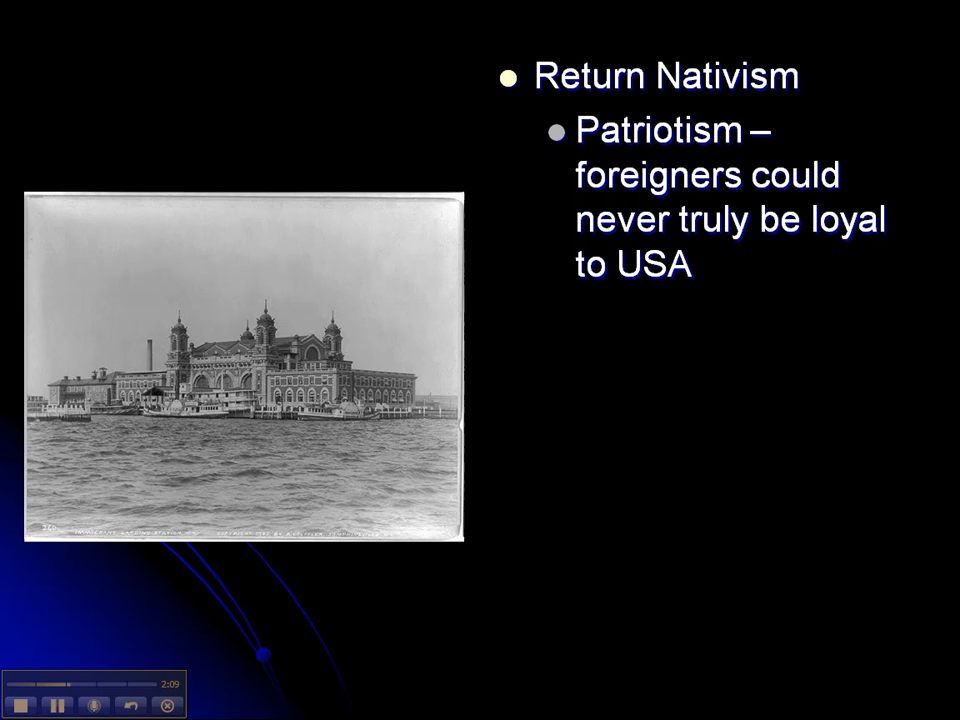 Return Nativism
Patriotism –
foreigners could
never truly be loyal
to USA
2:09